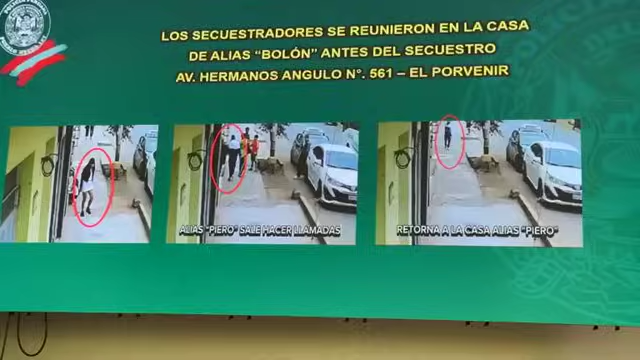 LOS SECUESTRADORES SE REUNIERON EN LA CASA
DE ALIAS "BOLÓN" ANTES DEL SECUESTRO
AV. HERMANOS ANGULO Nº. 561 – EL PORVENIR
ALIAS "PIERO" SALE HACER LLAMADAS
RETORNA A LA CASA ALIAS "PIERO"